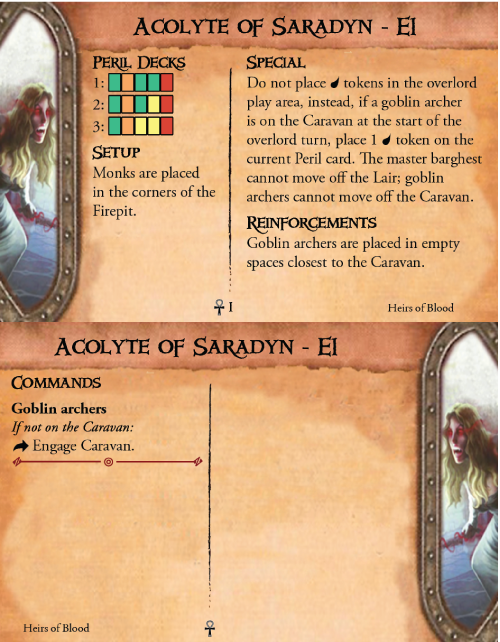 Acolyte of Saradyn - EI
Peril Decks
1:
2:
3:
Setup
Monks are placed
in the corners of the
Firepit.
Special
Do not place tokens in the overlord
play area, instead, if a goblin archer
is on the Caravan at the start of the
overlord turn, place 1 token on the
current Peril card. The master barghest
cannot move off the Lair; goblin
archers cannot move off the Caravan.
Reinforcements
Goblin archers are placed in empty
spaces closest to the Caravan.
I
Heirs of Blood
Acolyte of Saradyn - EI
Commands
Goblin archers
If not on the Caravan:
Engage Caravan.
Heirs of Blood